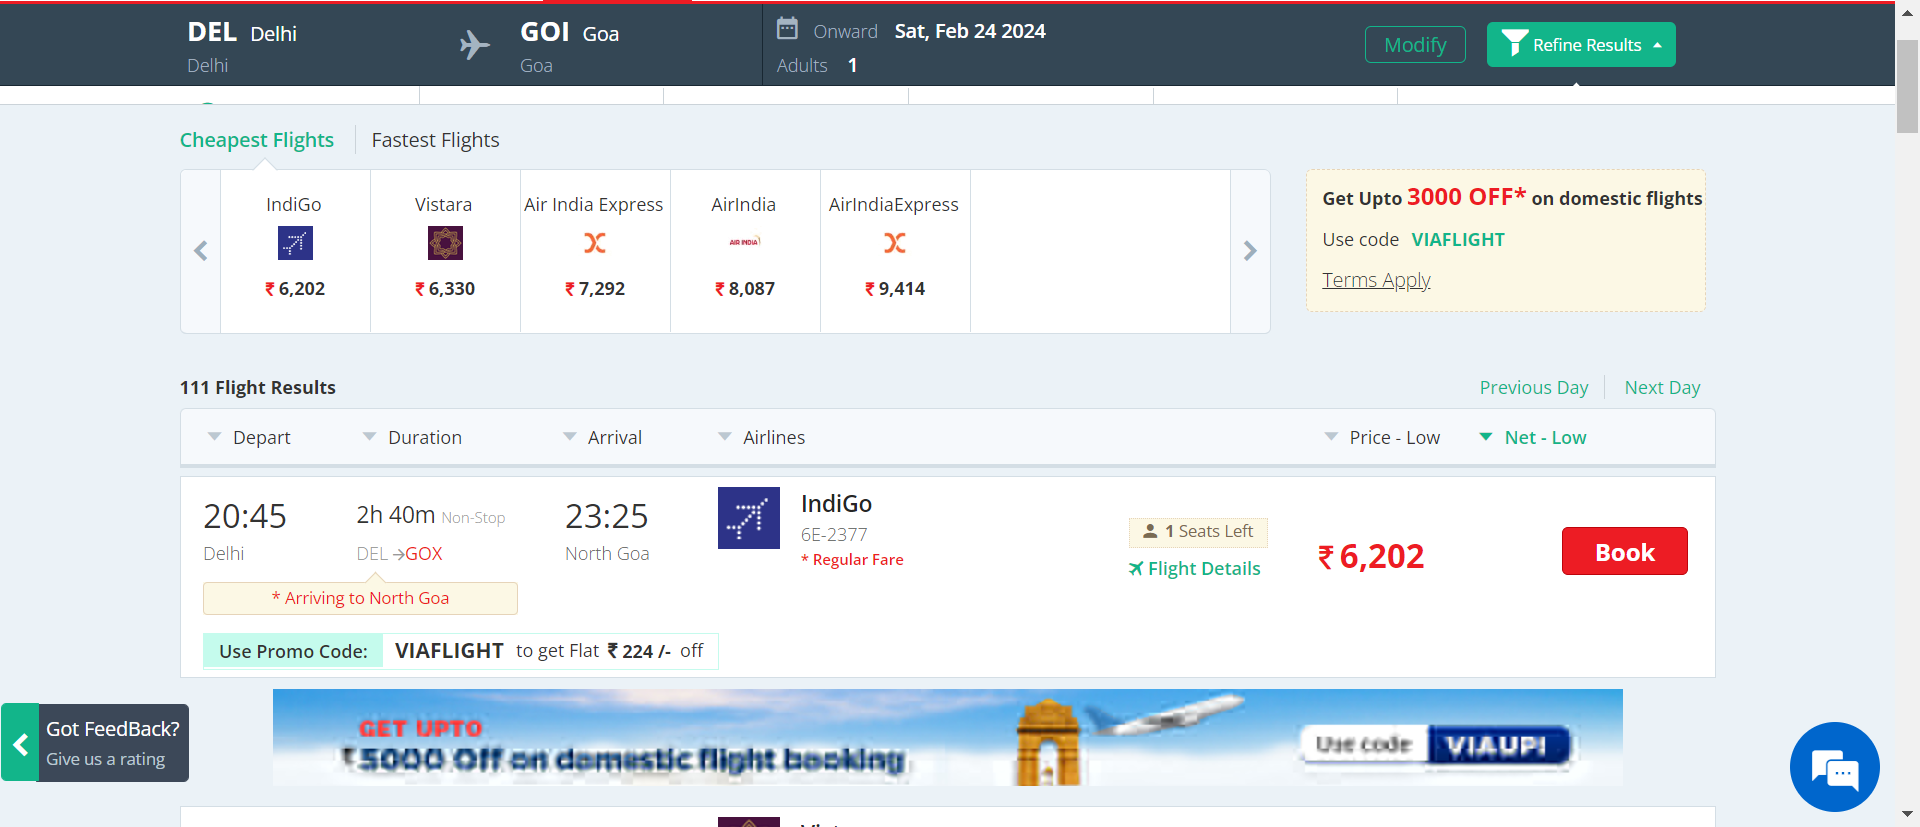 DEL Delhi
Delhi
GOI Goa
Goa
Onward Sat, Feb 24 2024
Adults 1
Modify
Refine Results
Cheapest Flights
Fastest Flights
IndiGo
₹ 6,202
Vistara
₹ 6,330
Air India Express
₹ 7,292
AirIndia
AIR INDIA
₹ 8,087
AirIndiaExpress
₹ 9,414
Get Upto 3000 OFF* on domestic flights
Use code VIAFLIGHT
Terms Apply
111 Flight Results
Previous Day
Next Day
Depart
Duration
Arrival
Airlines
Price - Low
Net - Low
20:45
Delhi
2h 40m Non-Stop
DEL → GOX
* Arriving to North Goa
23:25
North Goa
IndiGo
6E-2377
* Regular Fare
1 Seats Left
Flight Details
₹ 6,202
Book
Use Promo Code: VIAFLIGHT to get Flat ₹ 224 /- off
GET UPTO
₹5000 Off on domestic flight booking
Use code VIAUPI
Got FeedBack?
Give us a rating